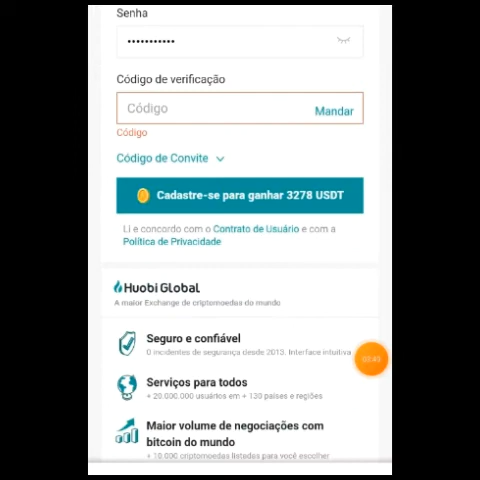 Senha
•••••••••••
Código de verificação
Código
Mandar
Código
Código de Convite
Cadastre-se para ganhar 3278 USDT
Li e concordo com o Contrato de Usuário e com a
Política de Privacidade
Huobi Global
A maior Exchange de criptomoedas do mundo
Seguro e confiável
0 incidentes de segurança desde 2013. Interface intuitiva
Serviços para todos
+ 20.000.000 usuários em + 130 países e regiões
Maior volume de negociações com
bitcoin do mundo
+ 10.000 criptomoedas listadas para você escolher